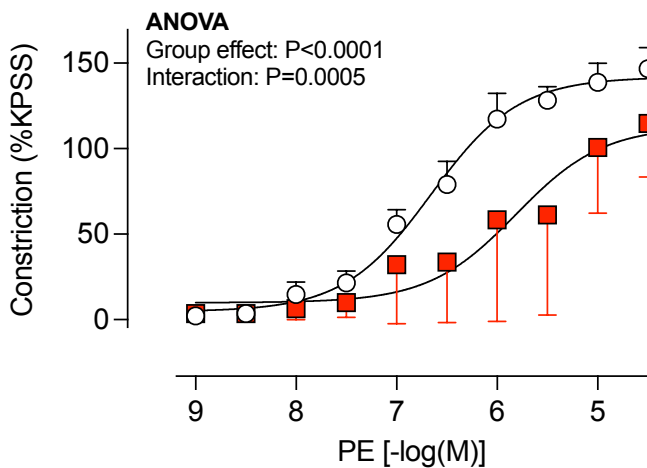 ANOVA
Group effect: P<0.0001
Interaction: P=0.0005
150
100
50
0
Constriction (%KPSS)
9 8 7 6 5
PE [-log(M)]